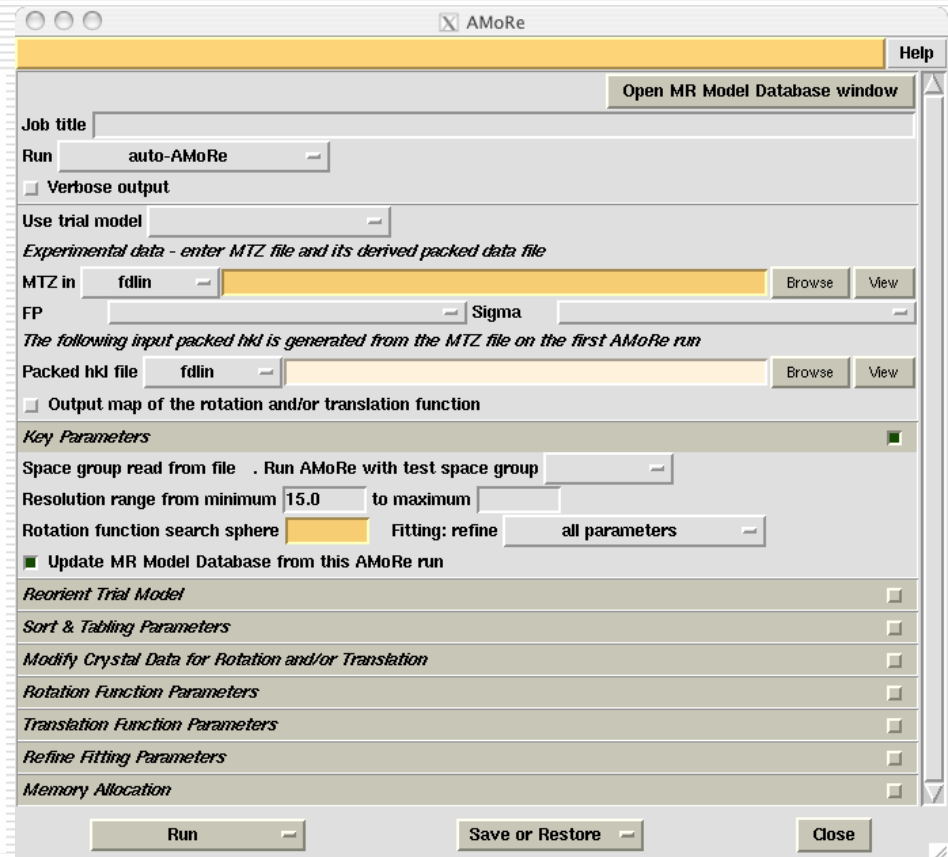 X AMoRe
Help
Open MR Model Database window
Job title
Run auto-AMoRe
Verbose output
Use trial model
Experimental data - enter MTZ file and its derived packed data file
MTZ in fdlin Browse View
FP Sigma
The following input packed hkl is generated from the MTZ file on the first AMoRe run
Packed hkl file fdlin Browse View
Output map of the rotation and/or translation function
Key Parameters
Space group read from file . Run AMoRe with test space group
Resolution range from minimum 15.0 to maximum
Rotation function search sphere Fitting: refine all parameters
Update MR Model Database from this AMoRe run
Reorient Trial Model
Sort & Tabling Parameters
Modify Crystal Data for Rotation and/or Translation
Rotation Function Parameters
Translation Function Parameters
Refine Fitting Parameters
Memory Allocation
Run Save or Restore Close